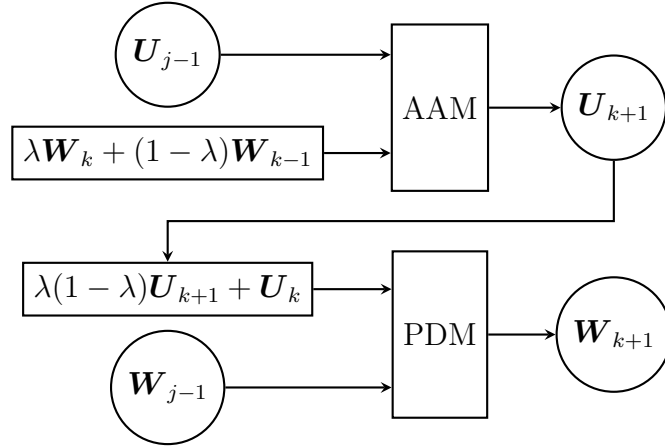 U_{j-1}
AAM
U_{k+1}
λW_k + (1 − λ)W_{k-1}
λ(1 − λ)U_{k+1} + U_k
PDM
W_{k+1}
W_{j-1}